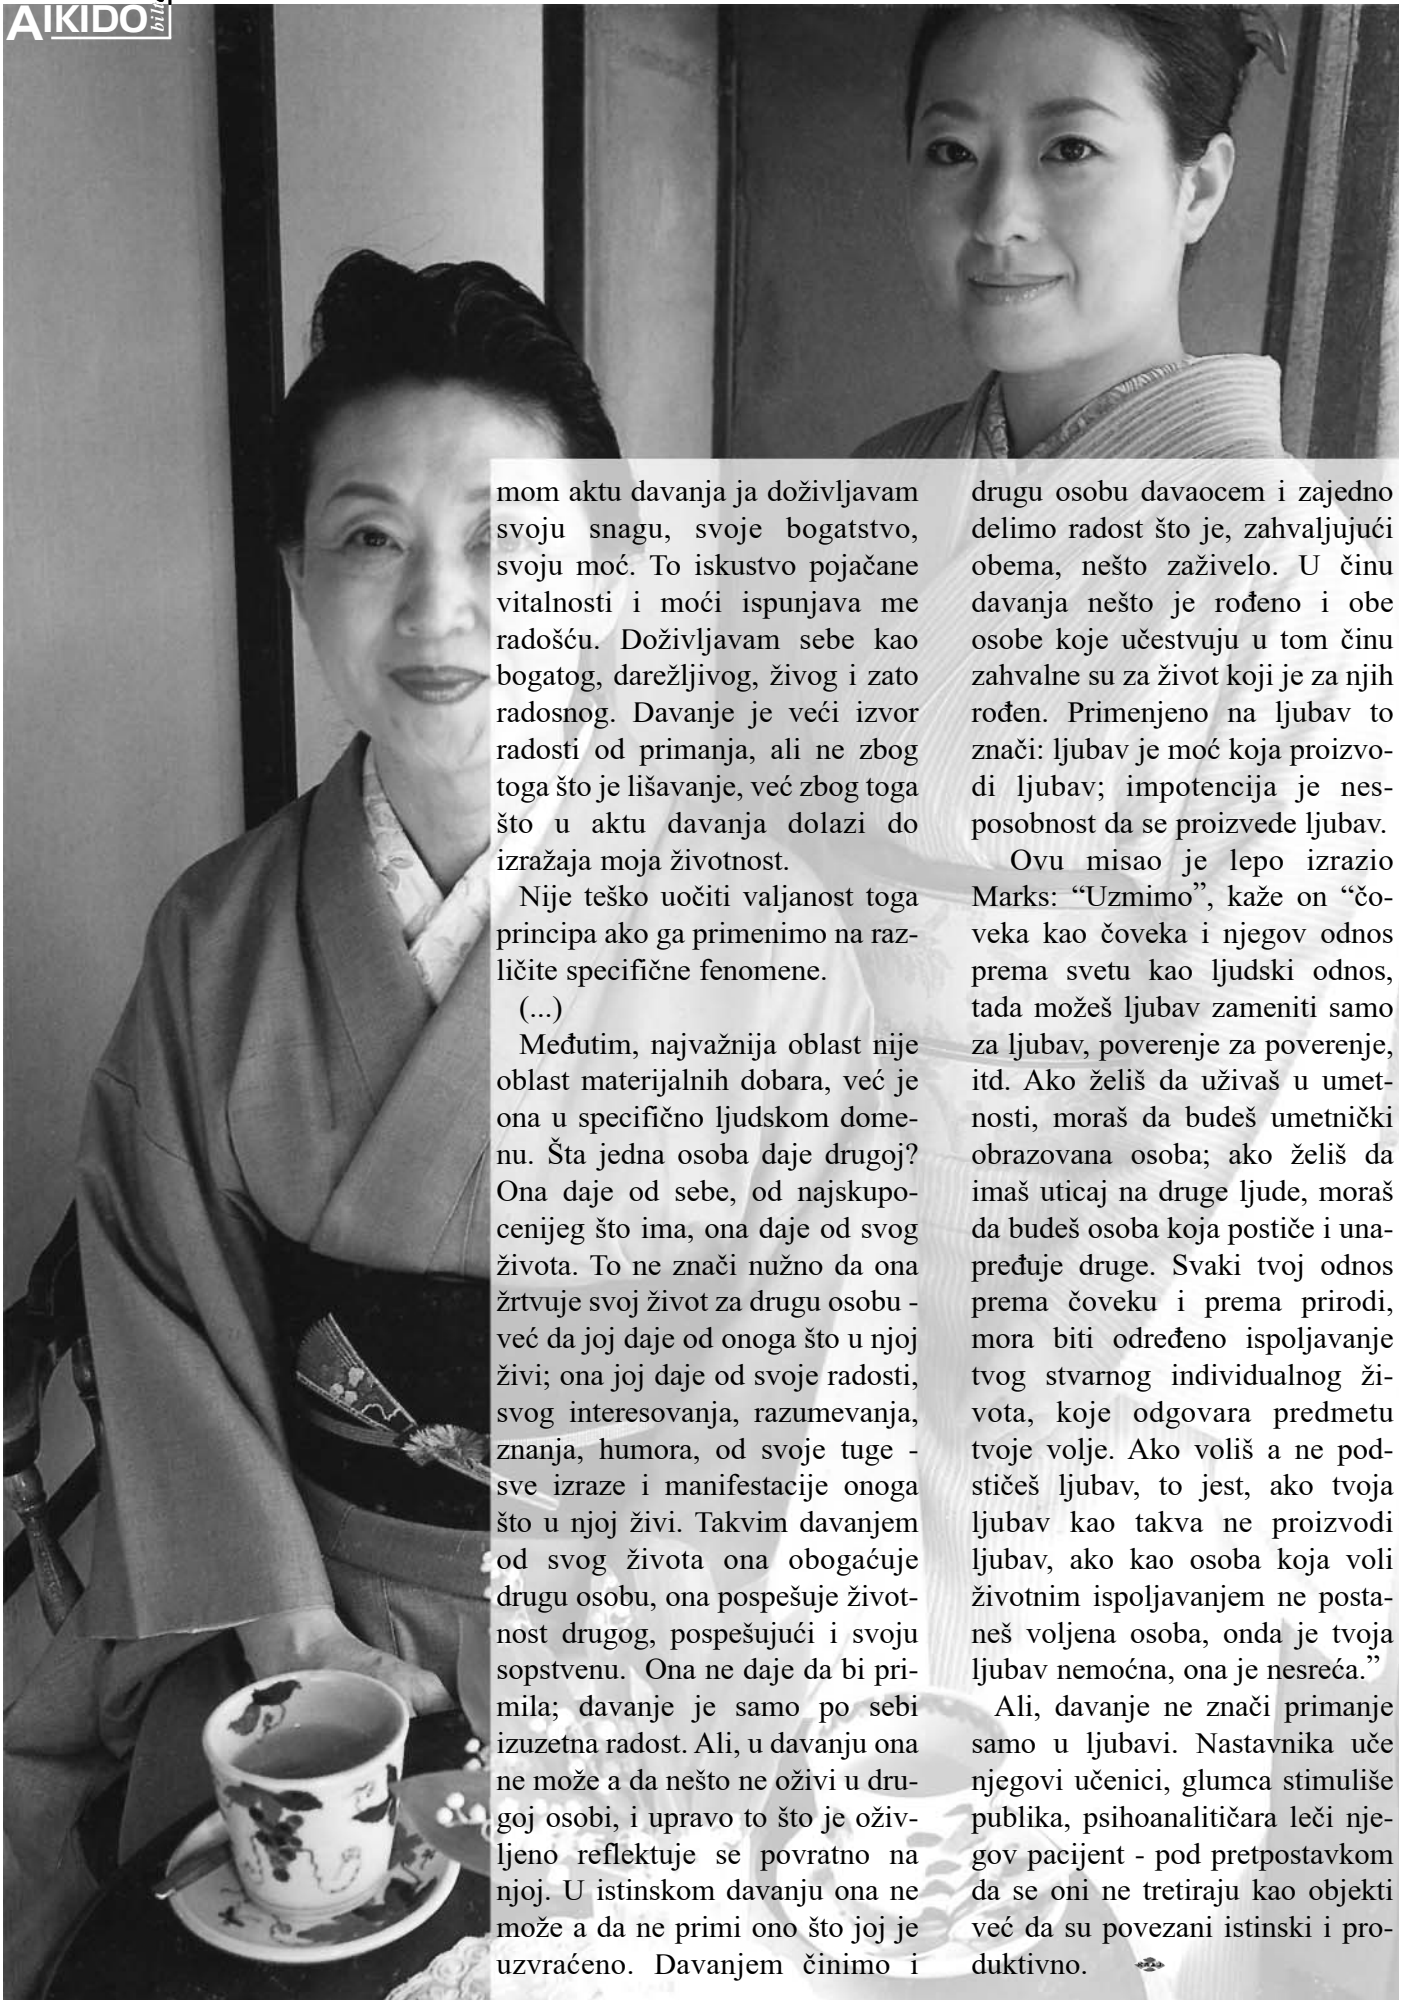 AIKIDO
mom aktu davanja ja doživljavam
svoju snagu, svoje bogatstvo,
svoju moć. To iskustvo pojačane
vitalnosti i moći ispunjava me
radošću. Doživljavam sebe kao
bogatog, darežljivog, živog i zato
radosnog. Davanje je veći izvor
radosti od primanja, ali ne zbog
toga što je lišavanje, već zbog toga
što u aktu davanja dolazi do
izražaja moja životnost.
Nije teško uočiti valjanost toga
principa ako ga primenimo na raz-
ličite specifične fenomene.
(...)
Međutim, najvažnija oblast nije
oblast materijalnih dobara, već je
ona u specifično ljudskom dome-
nu. Šta jedna osoba daje drugoj?
Ona daje od sebe, od najskupo-
cenijeg što ima, ona daje od svog
života. To ne znači nužno da ona
žrtvuje svoj život za drugu osobu -
već da joj daje od onoga što u njoj
živi; ona joj daje od svoje radosti,
svog interesovanja, razumevanja,
znanja, humora, od svoje tuge -
sve izraze i manifestacije onoga
što u njoj živi. Takvim davanjem
od svog života ona obogaćuje
drugu osobu, ona pospešuje život-
nost drugog, pospešujući i svoju
sopstvenu. Ona ne daje da bi pri-
mila; davanje je samo po sebi
izuzetna radost. Ali, u davanju ona
ne može a da nešto ne oživi u dru-
goj osobi, i upravo to što je oživ-
ljeno reflektuje se povratno na
njoj. U istinskom davanju ona ne
može a da ne primi ono što joj je
uzvraćeno. Davanjem činimo i
drugu osobu davaocem i zajedno
delimo radost što je, zahvaljujući
obema, nešto zaživelo. U činu
davanja nešto je rođeno i obe
osobe koje učestvuju u tom činu
zahvalne su za život koji je za njih
rođen. Primenjeno na ljubav to
znači: ljubav je moć koja proizvo-
di ljubav; impotencija je nes-
posobnost da se proizvede ljubav.
Ovu misao je lepo izrazio
Marks: “Uzmimo”, kaže on “čo-
veka kao čoveka i njegov odnos
prema svetu kao ljudski odnos,
tada možeš ljubav zameniti samo
za ljubav, poverenje za poverenje,
itd. Ako želiš da uživaš u umet-
nosti, moraš da budeš umetnički
obrazovana osoba; ako želiš da
imaš uticaj na druge ljude, moraš
da budeš osoba koja postiče i una-
pređuje druge. Svaki tvoj odnos
prema čoveku i prema prirodi,
mora biti određeno ispoljavanje
tvog stvarnog individualnog ži-
vota, koje odgovara predmetu
tvoje volje. Ako voliš a ne pod-
stičeš ljubav, to jest, ako tvoja
ljubav kao takva ne proizvodi
ljubav, ako kao osoba koja voli
životnim ispoljavanjem ne posta-
neš voljena osoba, onda je tvoja
ljubav nemoćna, ona je nesreća.”
Ali, davanje ne znači primanje
samo u ljubavi. Nastavnika uče
njegovi učenici, glumca stimuliše
publika, psihoanalitičara leči nje-
gov pacijent - pod pretpostavkom
da se oni ne tretiraju kao objekti
već da su povezani istinski i pro-
duktivno.